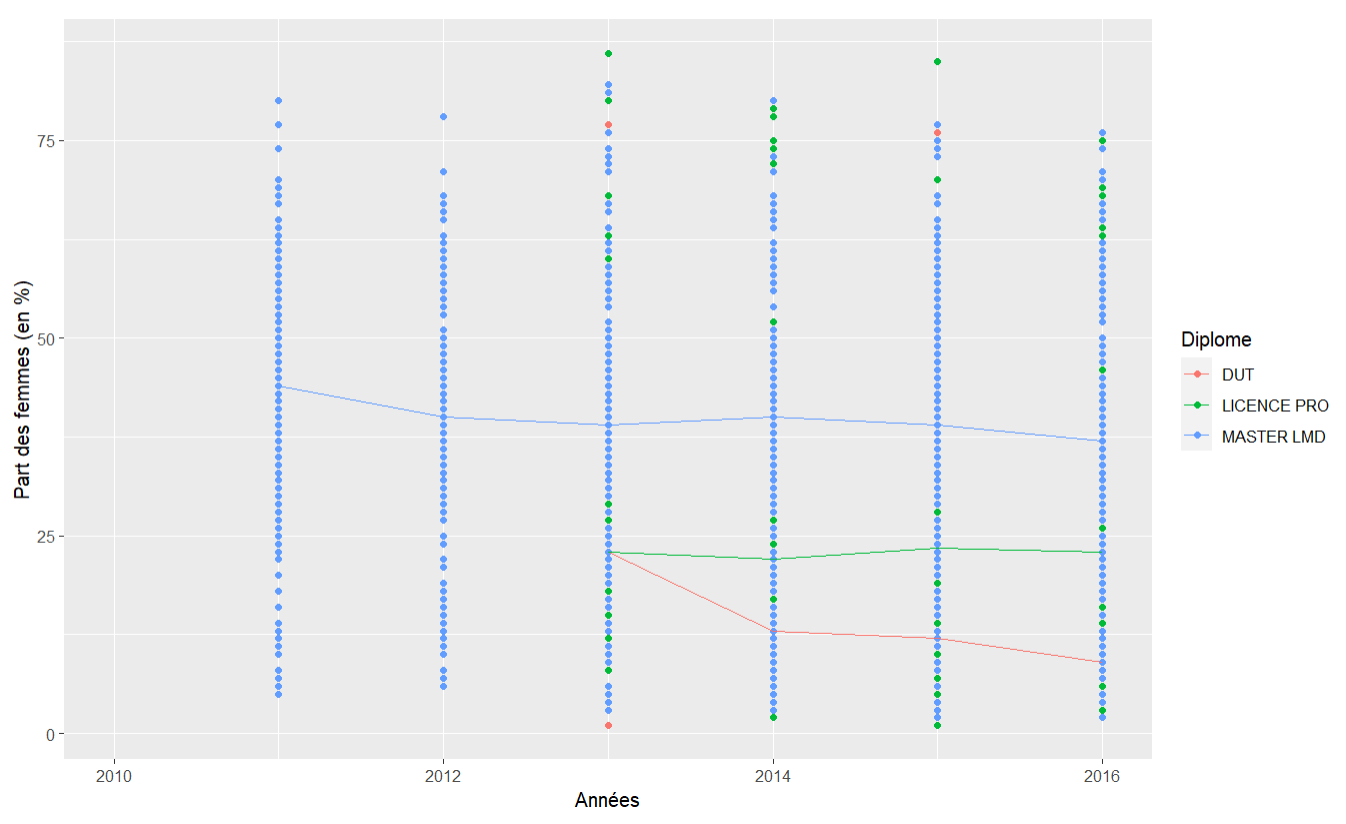 Part des femmes (en %)
75
50
25
0
2010 2012 2014 2016
Années
Diplome
DUT
LICENCE PRO
MASTER LMD